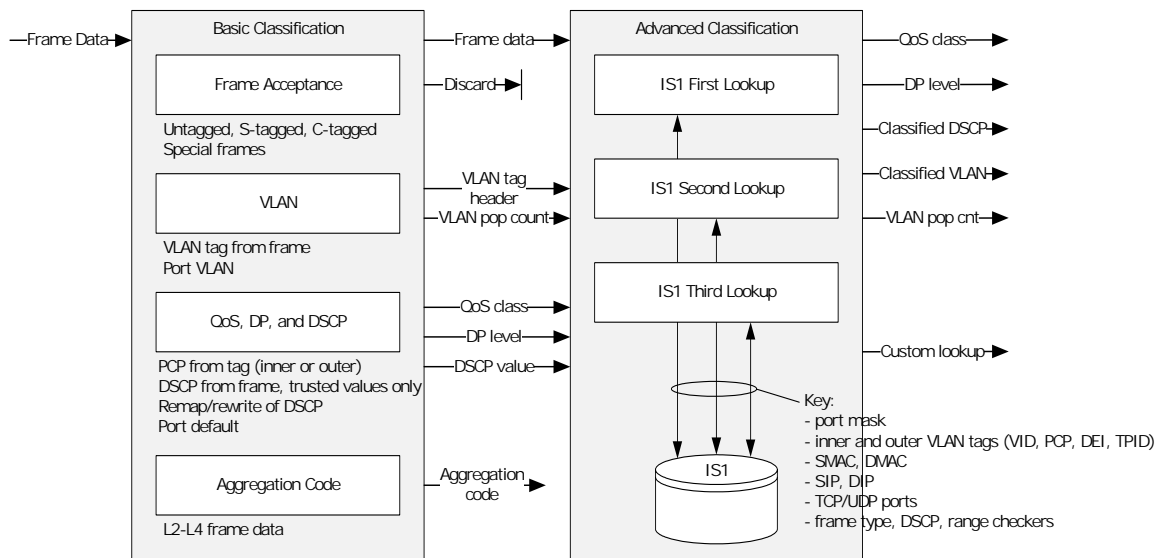 Basic Classification
Advanced Classification
Frame Data
Frame data
QoS class
Frame Acceptance
Discard
IS1 First Lookup
DP level
Untagged, S-tagged, C-tagged
Special frames
Classified DSCP
VLAN
VLAN tag
header
VLAN pop count
IS1 Second Lookup
Classified VLAN
VLAN pop cnt
VLAN tag from frame
Port VLAN
QoS, DP, and DSCP
QoS class
DP level
DSCP value
IS1 Third Lookup
Custom lookup
PCP from tag (inner or outer)
DSCP from frame, trusted values only
Remap/rewrite of DSCP
Port default
Key:
- port mask
- inner and outer VLAN tags (VID, PCP, DEI, TPID)
- SMAC, DMAC
- SIP, DIP
- TCP/UDP ports
- frame type, DSCP, range checkers
IS1
Aggregation Code
Aggregation
code
L2-L4 frame data